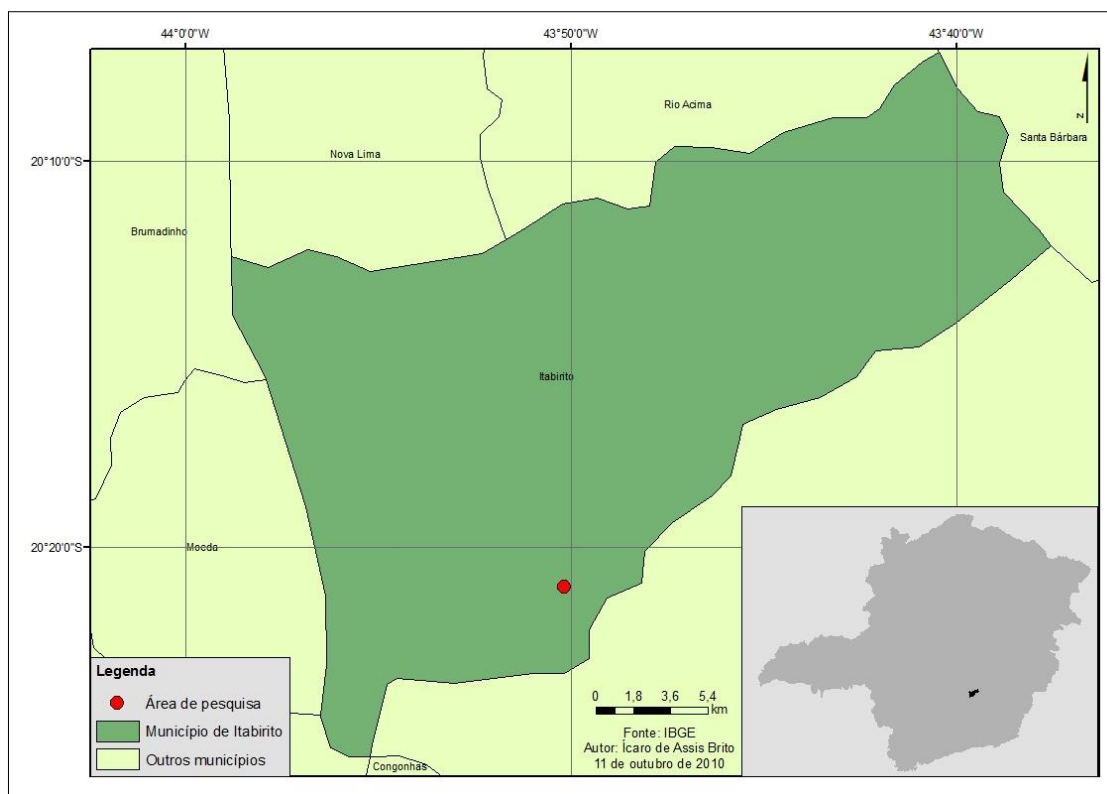 44°0'0"W
43°50'0"W
43°40'0"W
Rio Acima
N
Santa Bárbara
20°10'0"S
Nova Lima
Brumadinho
Itabirito
20°20'0"S
Moeda
Legenda
Área de pesquisa
Município de Itabirito
Outros municípios
0 1,8 3,6 5,4
km
Fonte: IBGE
Autor: Ícaro de Assis Brito
11 de outubro de 2010
Congonhas